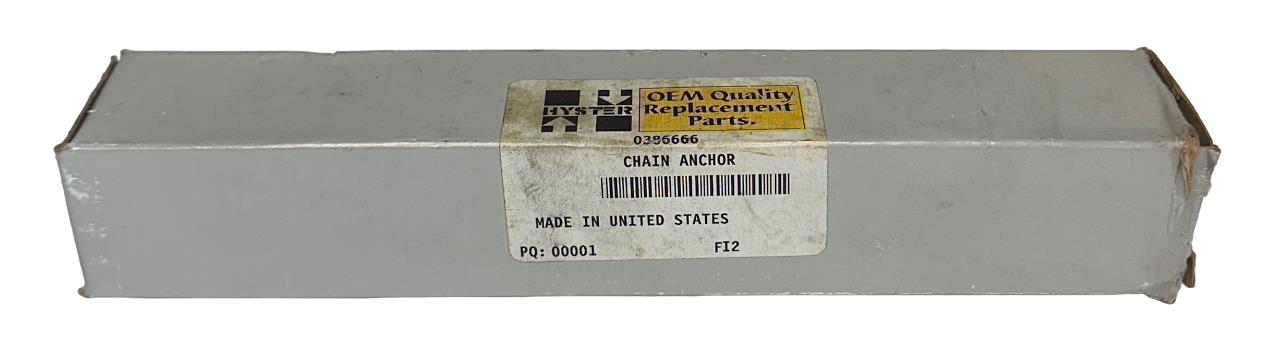 HYSTER
OEM Quality
Replacement
Parts.
0386666
CHAIN ANCHOR
MADE IN UNITED STATES
PQ: 00001 FI2